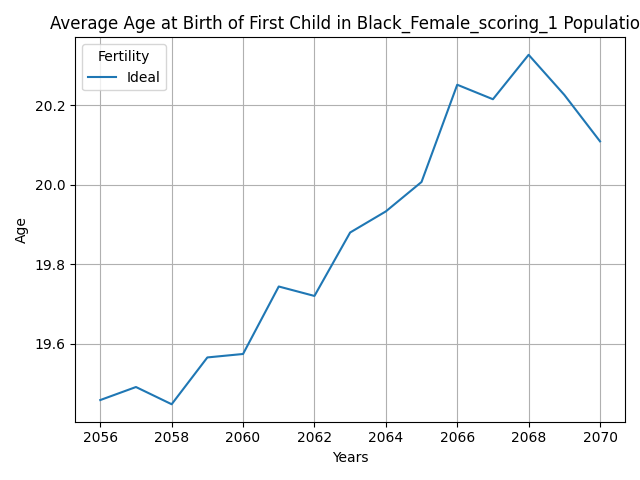 Average Age at Birth of First Child in Black_Female_scoring_1 Populatio
Fertility
Ideal
20.2
20.0
19.8
19.6
Age
2056 2058 2060 2062 2064 2066 2068 2070
Years